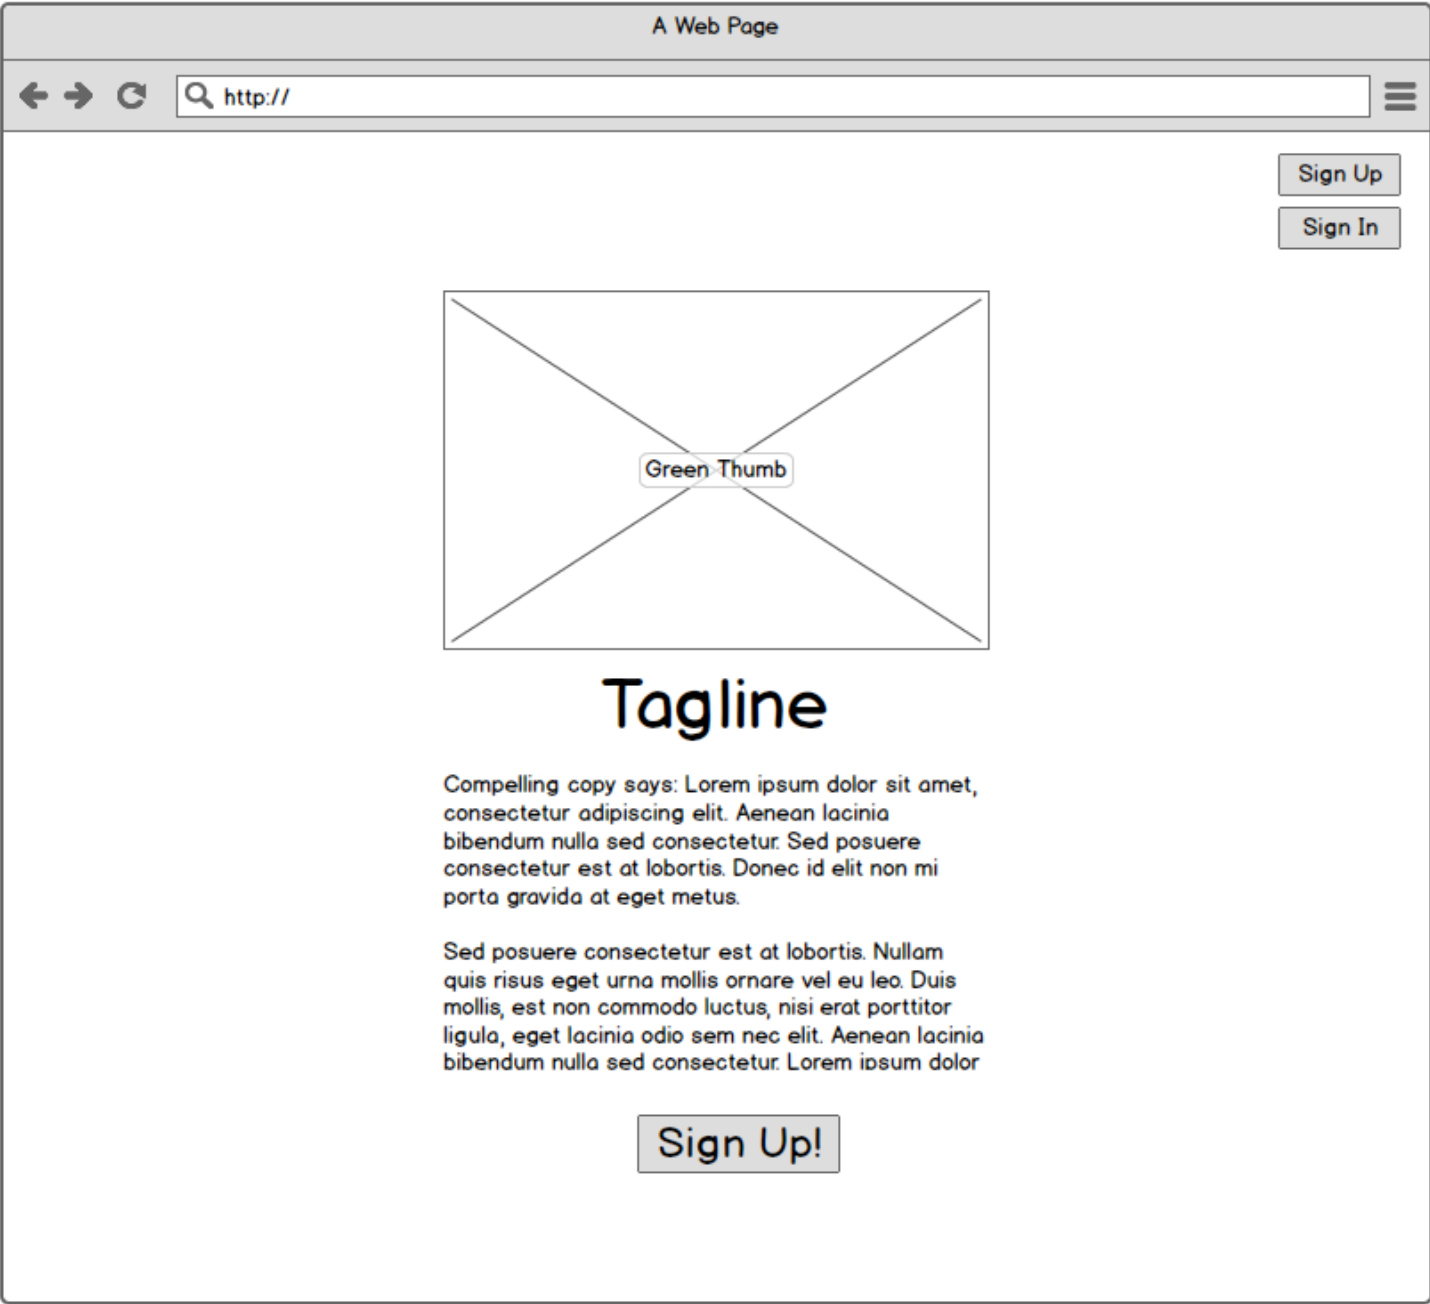 A Web Page
http://
Sign Up
Sign In
Green Thumb
Tagline
Compelling copy says: Lorem ipsum dolor sit amet,
consectetur adipiscing elit. Aenean lacinia
bibendum nulla sed consectetur. Sed posuere
consectetur est at lobortis. Donec id elit non mi
porta gravida at eget metus.
Sed posuere consectetur est at lobortis. Nullam
quis risus eget urna mollis ornare vel eu leo. Duis
mollis, est non commodo luctus, nisi erat porttitor
ligula, eget lacinia odio sem nec elit. Aenean lacinia
bibendum nulla sed consectetur. Lorem ipsum dolor
Sign Up!